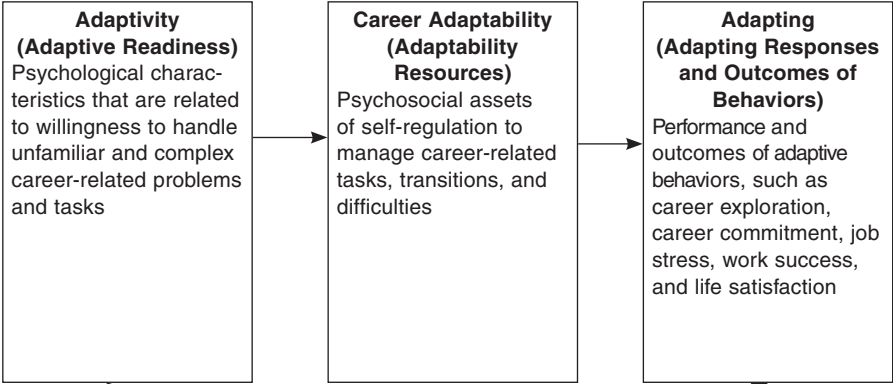 Adaptivity
(Adaptive Readiness)
Psychological charac-
teristics that are related
to willingness to handle
unfamiliar and complex
career-related problems
and tasks
Career Adaptability
(Adaptability
Resources)
Psychosocial assets
of self-regulation to
manage career-related
tasks, transitions, and
difficulties
Adapting
(Adapting Responses
and Outcomes of
Behaviors)
Performance and
outcomes of adaptive
behaviors, such as
career exploration,
career commitment, job
stress, work success,
and life satisfaction